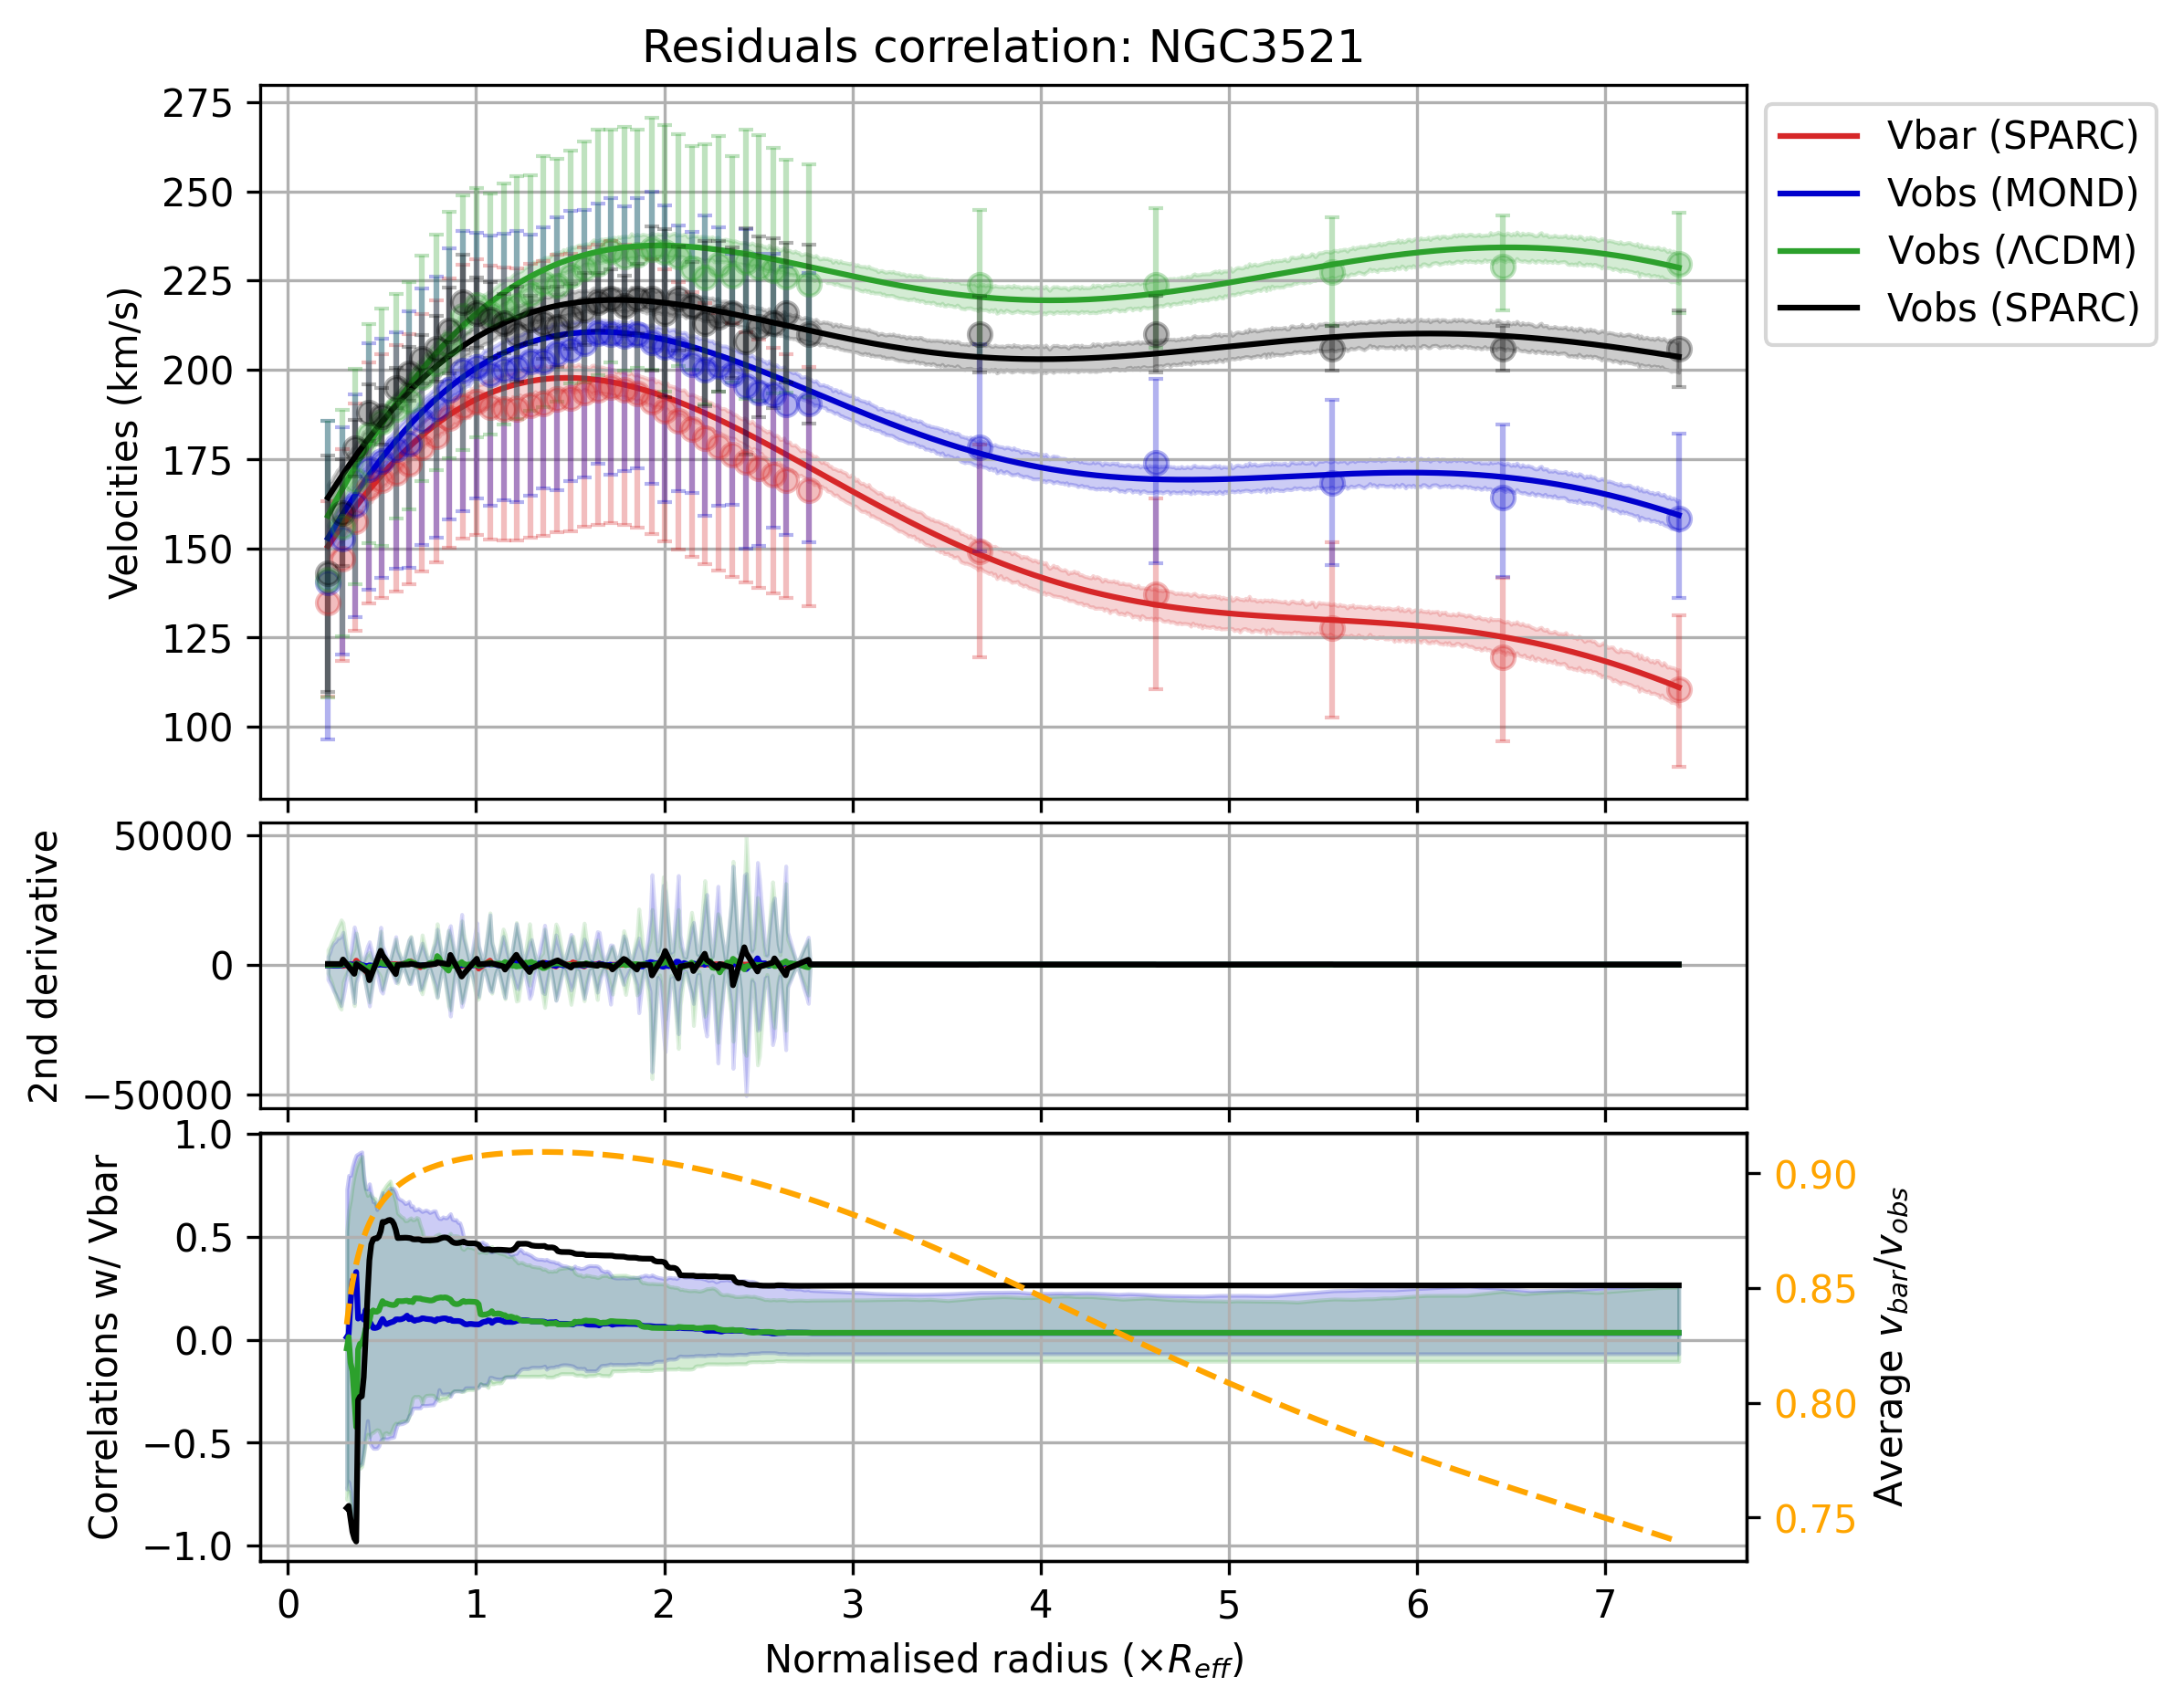 Residuals correlation: NGC3521
275
250
225
200
175
150
125
100
Velocities (km/s)
Vbar (SPARC)
Vobs (MOND)
Vobs (ΛCDM)
Vobs (SPARC)
50000
0
−50000
2nd derivative
1.0
0.5
0.0
−0.5
−1.0
Correlations w/ Vbar
0.90
0.85
0.80
0.75
Average v_bar/v_obs
0 1 2 3 4 5 6 7
Normalised radius (×R_eff)